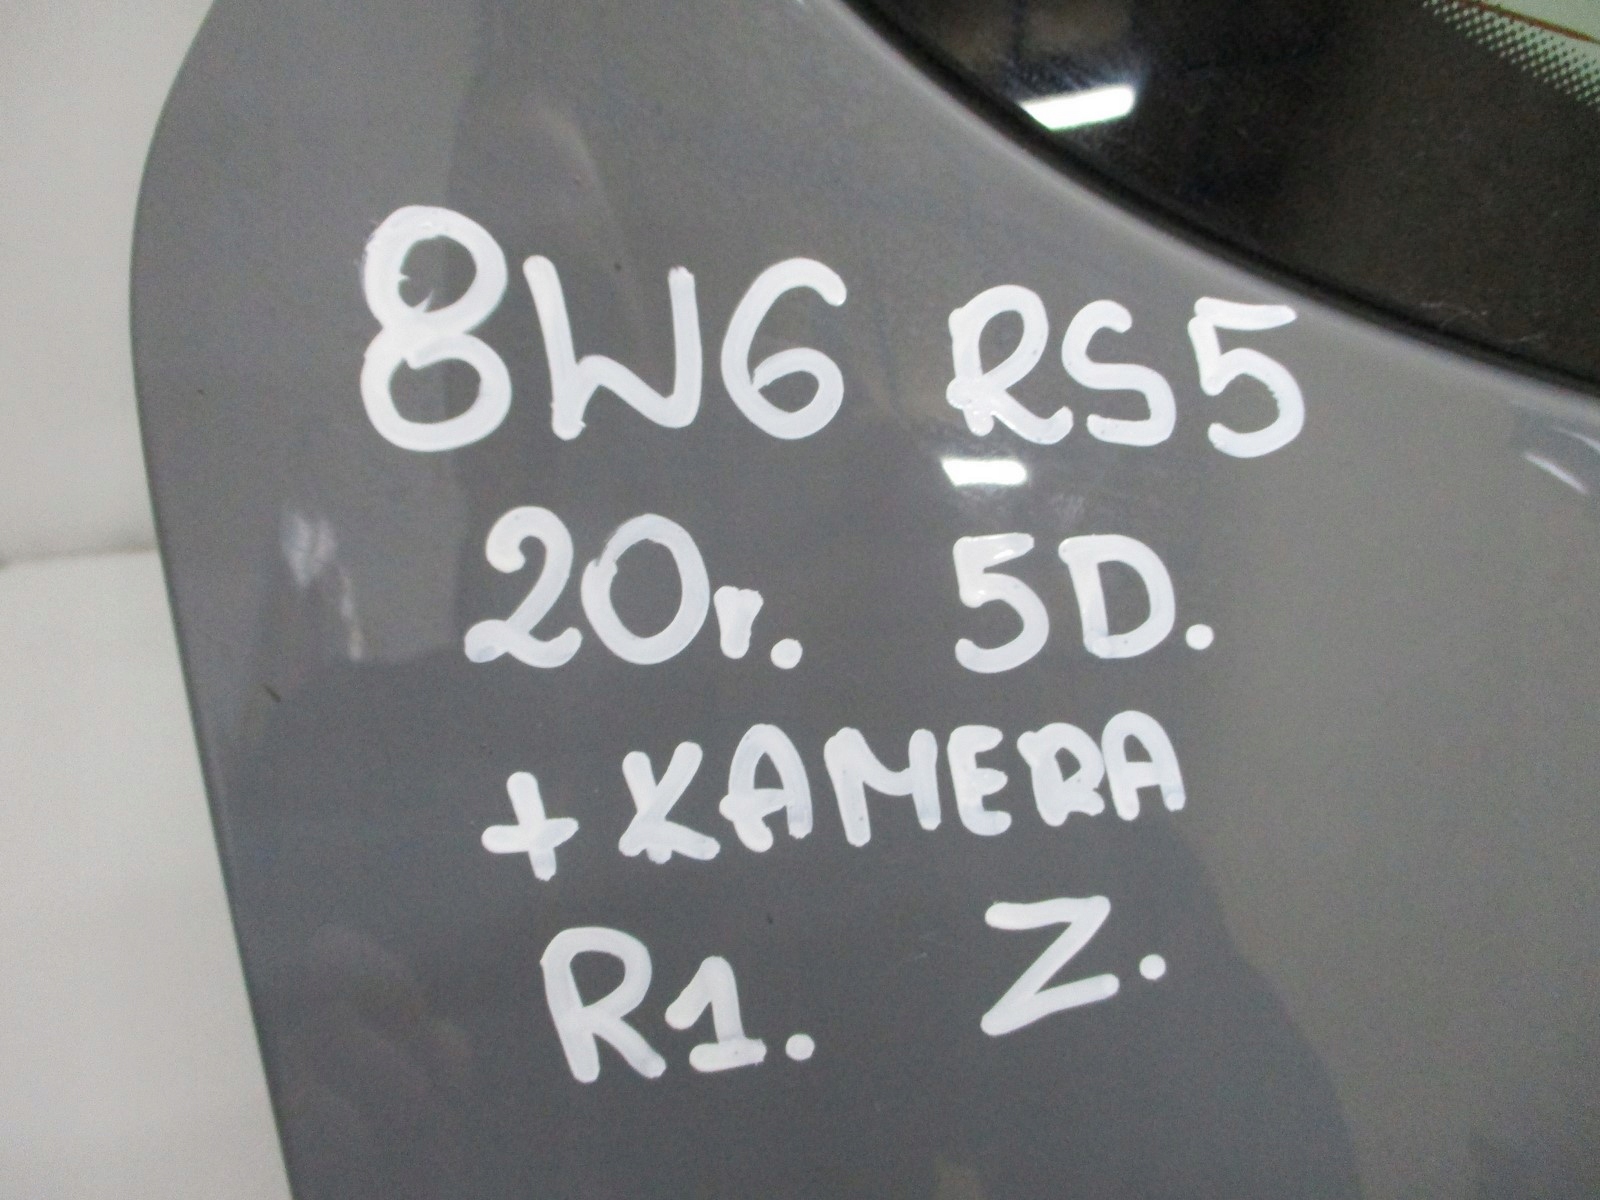 8W6 RS5
20r. 5D.
+KAMERA
R1. Z.